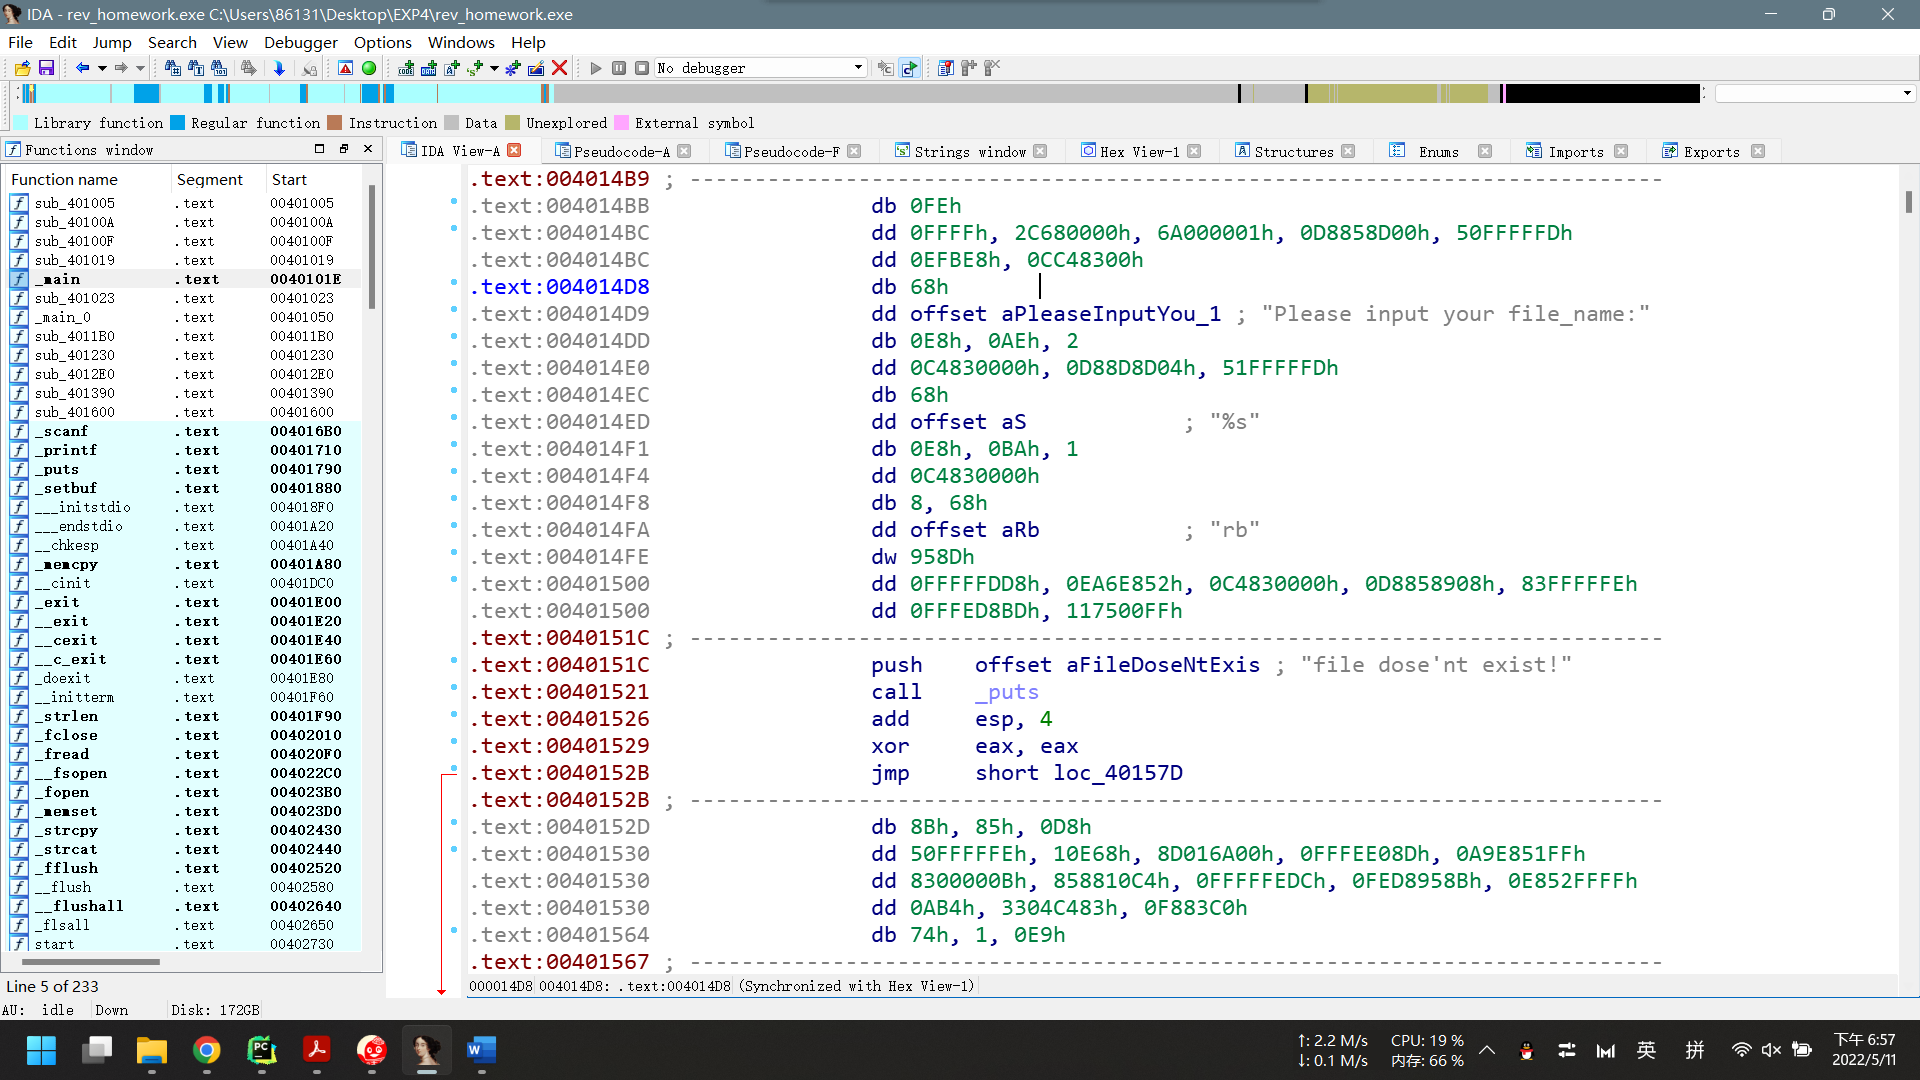 IDA - rev_homework.exe C:\Users\86131\Desktop\EXP4\rev_homework.exe
File Edit Jump Search View Debugger Options Windows Help
No debugger
Library function Regular function Instruction Data Unexplored External symbol
Functions window
IDA View-A Pseudocode-A Pseudocode-F Strings window Hex View-1 Structures Enums Imports Exports
Function name Segment Start
sub_401005 .text 00401005
sub_40100A .text 0040100A
sub_40100F .text 0040100F
sub_401019 .text 00401019
_main .text 0040101E
sub_401023 .text 00401023
_main_0 .text 00401050
sub_4011B0 .text 004011B0
sub_401230 .text 00401230
sub_4012E0 .text 004012E0
sub_401390 .text 00401390
sub_401600 .text 00401600
_scanf .text 004016B0
_printf .text 00401710
_puts .text 00401790
_setbuf .text 00401880
___initstdio .text 004018F0
___endstdio .text 00401A20
__chkesp .text 00401A40
_memcpy .text 00401A80
__cinit .text 00401DC0
_exit .text 00401E00
__exit .text 00401E20
__cexit .text 00401E40
__c_exit .text 00401E60
_doexit .text 00401E80
__initterm .text 00401F60
_strlen .text 00401F90
_fclose .text 00402010
_fread .text 004020F0
__fsopen .text 004022C0
_fopen .text 004023B0
_memset .text 004023D0
_strcpy .text 00402430
_strcat .text 00402440
_fflush .text 00402520
__flush .text 00402580
__flushall .text 00402640
_flsall .text 00402650
start .text 00402730
Line 5 of 233
.text:004014B9 ; ---------------------------------------------------------------------------
.text:004014BB db 0FEh
.text:004014BC dd 0FFFFh, 2C680000h, 6A000001h, 0D8858D00h, 50FFFFFDh
.text:004014BC dd 0EFBE8h, 0CC48300h
.text:004014D8 db 68h
.text:004014D9 dd offset aPleaseInputYou_1 ; "Please input your file_name:"
.text:004014DD db 0E8h, 0AEh, 2
.text:004014E0 dd 0C4830000h, 0D88D8D04h, 51FFFFFDh
.text:004014EC db 68h
.text:004014ED dd offset aS ; "%s"
.text:004014F1 db 0E8h, 0BAh, 1
.text:004014F4 dd 0C4830000h
.text:004014F8 db 8, 68h
.text:004014FA dd offset aRb ; "rb"
.text:004014FE dw 958Dh
.text:00401500 dd 0FFFFFDD8h, 0EA6E852h, 0C4830000h, 0D8858908h, 83FFFFFEh
.text:00401500 dd 0FFFED8BDh, 117500FFh
.text:0040151C ; ---------------------------------------------------------------------------
.text:0040151C push offset aFileDoseNtExis ; "file dose'nt exist!"
.text:00401521 call _puts
.text:00401526 add esp, 4
.text:00401529 xor eax, eax
.text:0040152B jmp short loc_40157D
.text:0040152B ; ---------------------------------------------------------------------------
.text:0040152D db 8Bh, 85h, 0D8h
.text:00401530 dd 50FFFFFEh, 10E68h, 8D016A00h, 0FFFEE08Dh, 0A9E851FFh
.text:00401530 dd 8300000Bh, 858810C4h, 0FFFFFEDCh, 0FED8958Bh, 0E852FFFFh
.text:00401530 dd 0AB4h, 3304C483h, 0F883C0h
.text:00401564 db 74h, 1, 0E9h
.text:00401567 ; ---------------------------------------------------------------------------
000014D8 004014D8: .text:004014D8 (Synchronized with Hex View-1)
AU: idle Down Disk: 172GB
↑: 2.2 M/s CPU: 19 %
↓: 0.1 M/s 内存: 66 %
英 拼
下午 6:57
2022/5/11